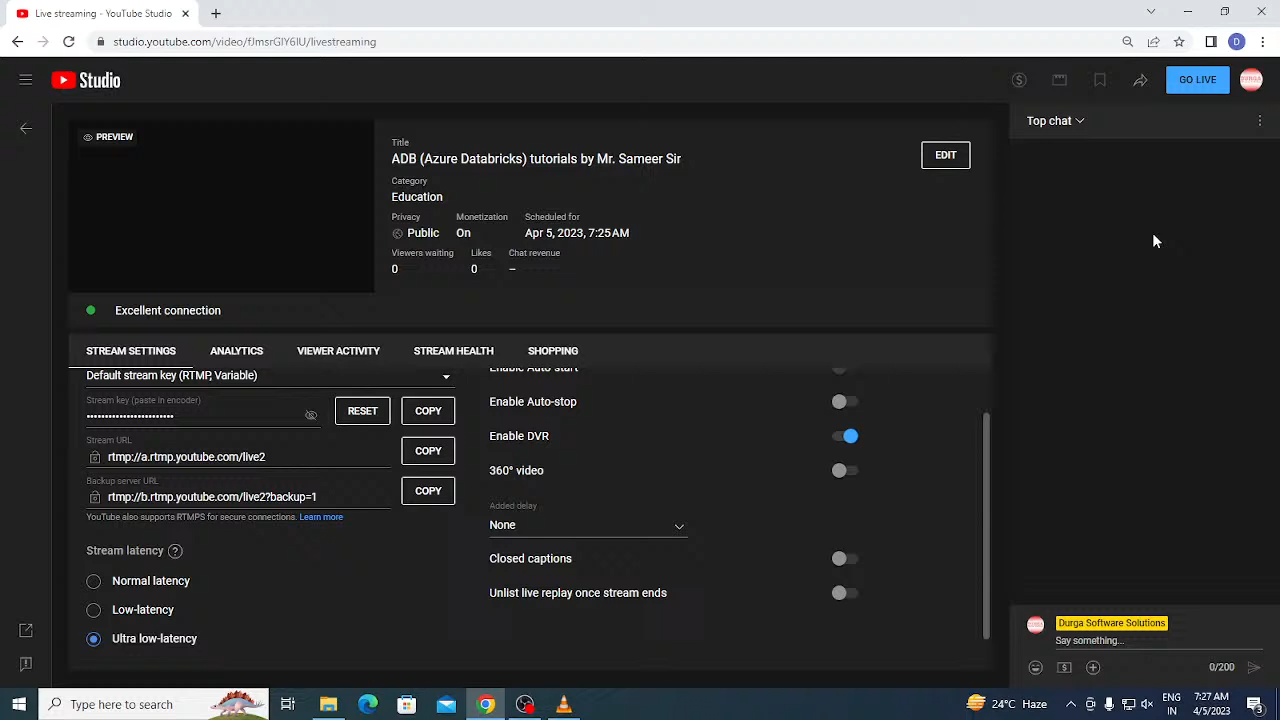 Live streaming - YouTube Studio
studio.youtube.com/video/fJmsrGlY6lU/livestreaming
D
Studio
GO LIVE
PREVIEW
Title
ADB (Azure Databricks) tutorials by Mr. Sameer Sir
EDIT
Category
Education
Privacy Monetization Scheduled for
Public On Apr 5, 2023, 7:25 AM
Viewers waiting Likes Chat revenue
0 0 –
Excellent connection
Top chat
STREAM SETTINGS ANALYTICS VIEWER ACTIVITY STREAM HEALTH SHOPPING
Default stream key (RTMP, Variable)
Stream key (paste in encoder)
RESET COPY
Stream URL
rtmp://a.rtmp.youtube.com/live2
COPY
Backup server URL
rtmp://b.rtmp.youtube.com/live2?backup=1
COPY
YouTube also supports RTMPS for secure connections. Learn more
Stream latency
Normal latency
Low-latency
Ultra low-latency
Enable Auto-start
Enable Auto-stop
Enable DVR
360° video
Added delay
None
Closed captions
Unlist live replay once stream ends
Durga Software Solutions
Say something...
0/200
Type here to search
24°C Haze
ENG
IN
7:27 AM
4/5/2023